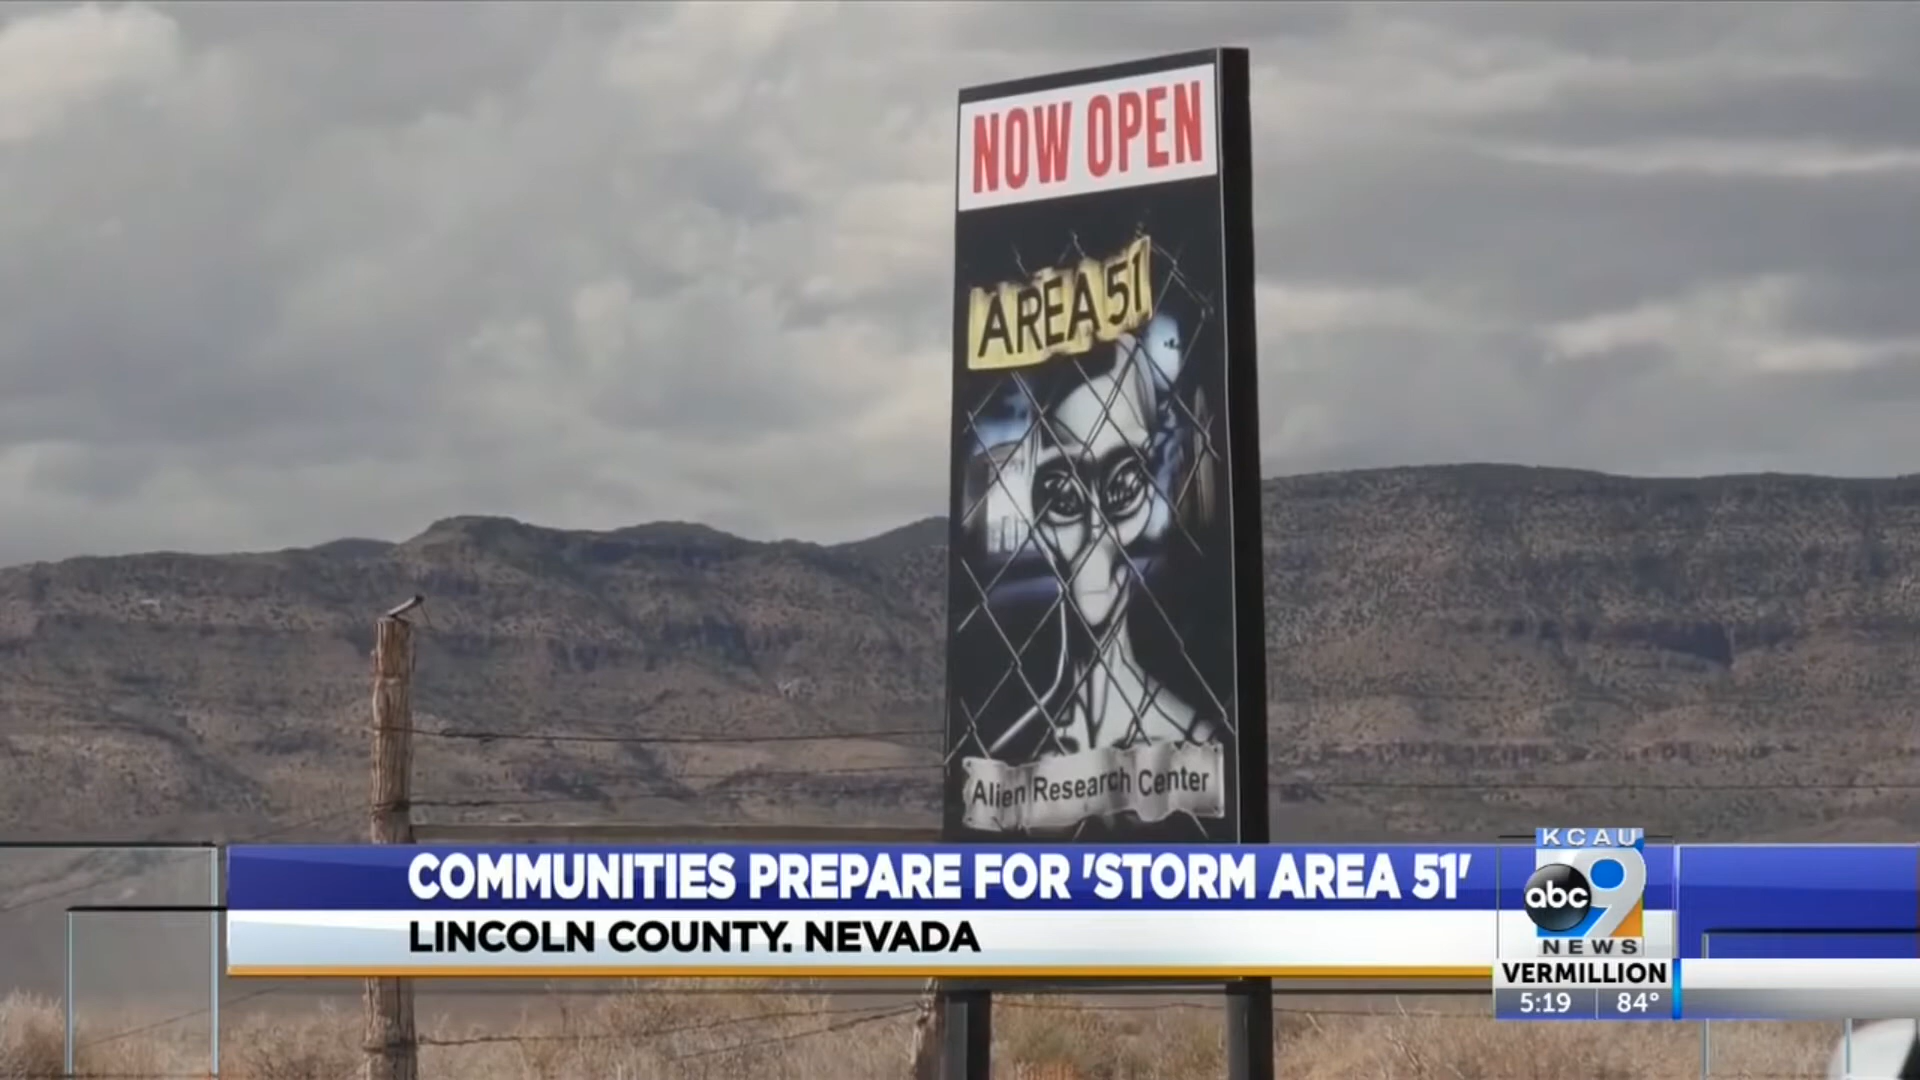 NOW OPEN
AREA 51
Alien Research Center
COMMUNITIES PREPARE FOR 'STORM AREA 51'
LINCOLN COUNTY. NEVADA
KCAU
abc 9
NEWS
VERMILLION
5:19 84°